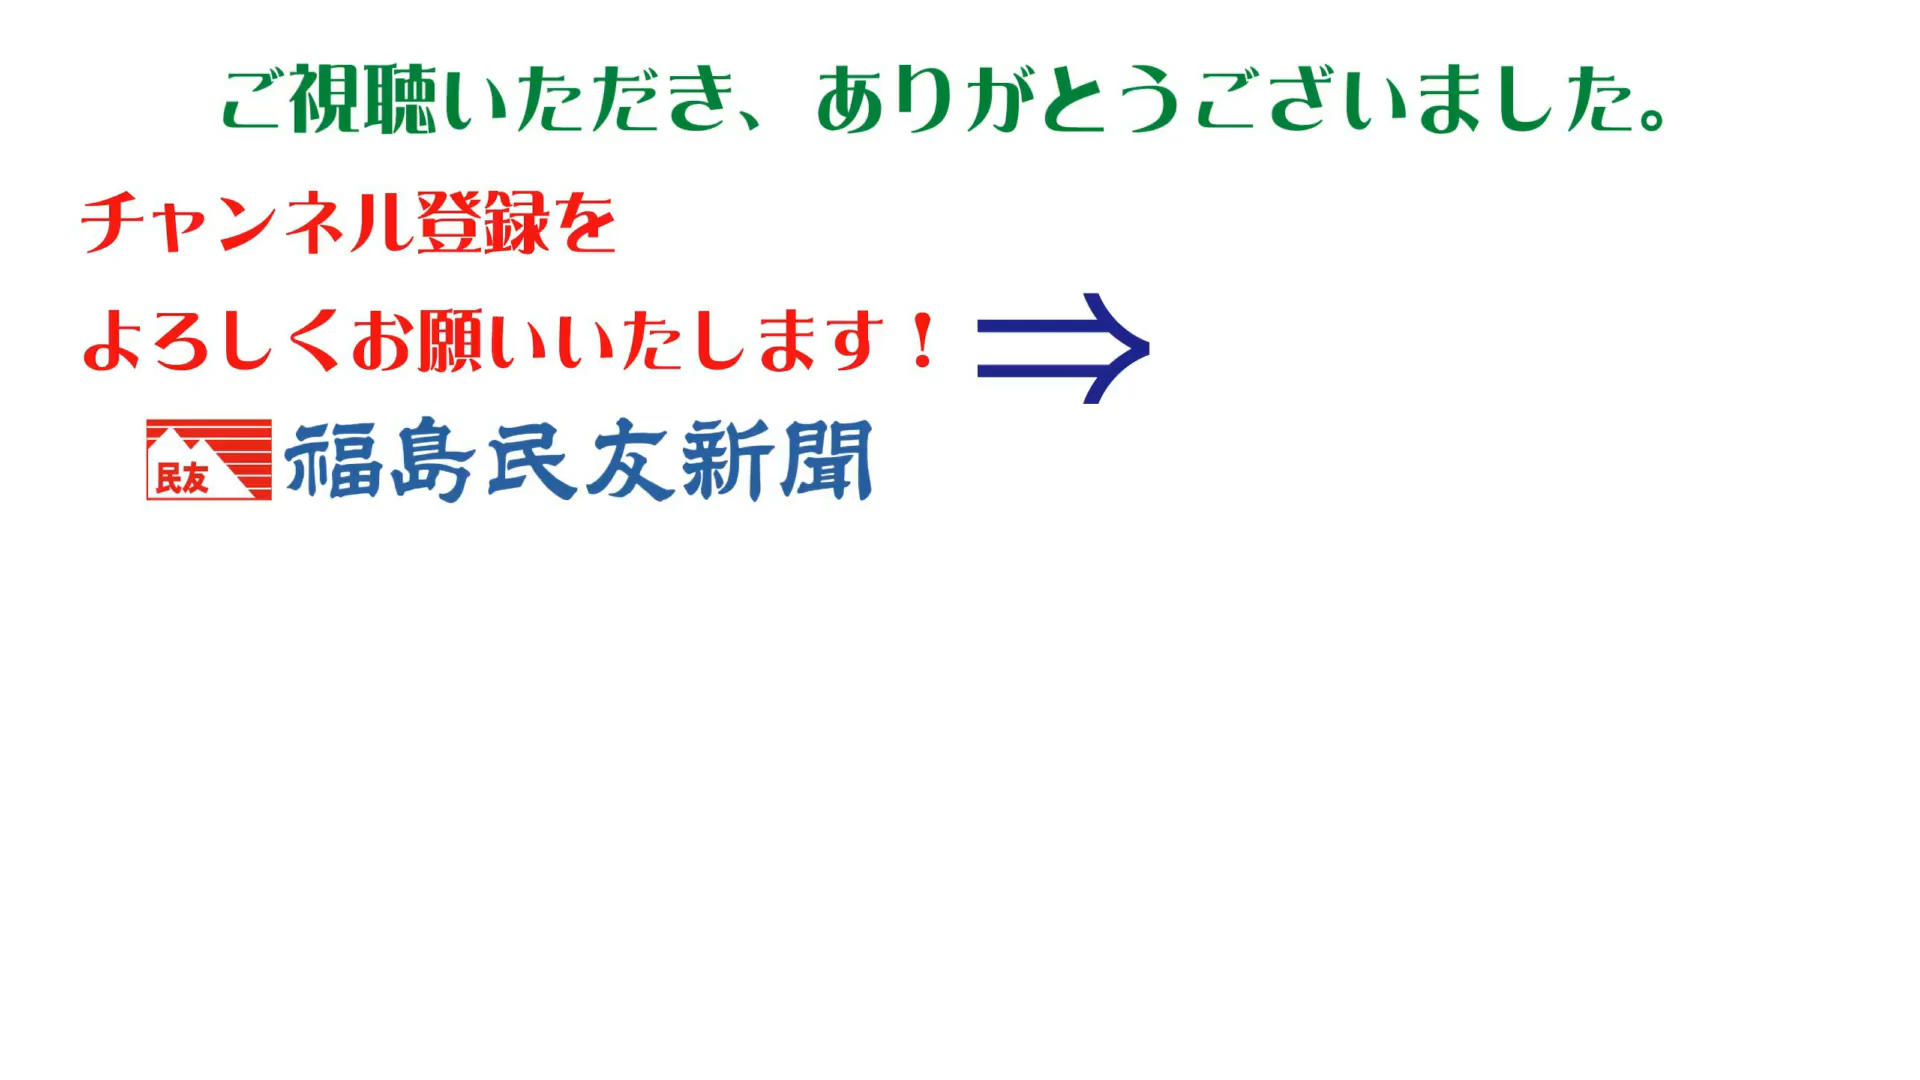 ご視聴いただき、ありがとうございました。
チャンネル登録を
よろしくお願いいたします！⇒
民友 福島民友新聞